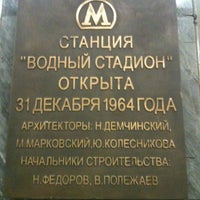 М
СТАНЦИЯ
"ВОДНЫЙ СТАДИОН"
ОТКРЫТА
31 ДЕКАБРЯ 1964 ГОДА
АРХИТЕКТОРЫ: Н.ДЕМЧИНСКИЙ,
М.МАРКОВСКИЙ, Ю.КОЛЕСНИКОВА
НАЧАЛЬНИКИ СТРОИТЕЛЬСТВА:
Н.ФЕДОРОВ, В.ПОЛЕЖАЕВ